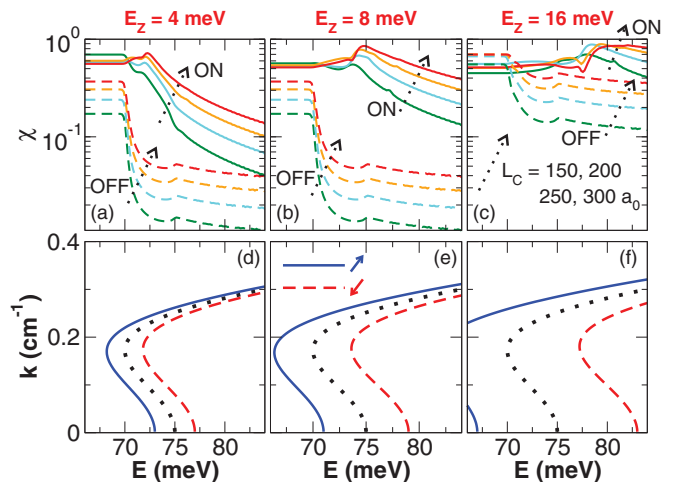 E_Z = 4 meV
E_Z = 8 meV
E_Z = 16 meV
10^0
10^-1
χ
ON
OFF
(a)
ON
OFF
(b)
ON
OFF
(c)
L_C = 150, 200
250, 300 a_0
0.4
0.2
0
k (cm^-1)
(d)
(e)
(f)
70 75 80
70 75 80
70 75 80
E (meV)
E (meV)
E (meV)